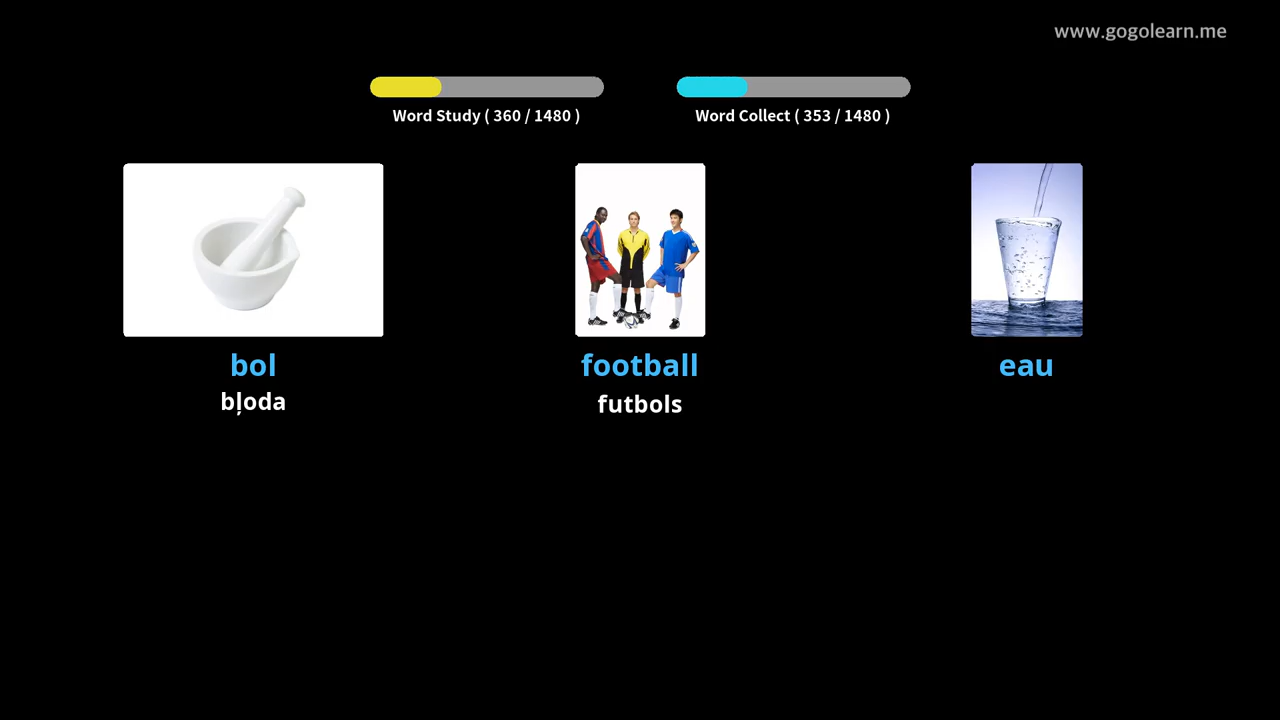 www.gogolearn.me
Word Study ( 360 / 1480 )
Word Collect ( 353 / 1480 )
bol
football
eau
bļoda
futbols